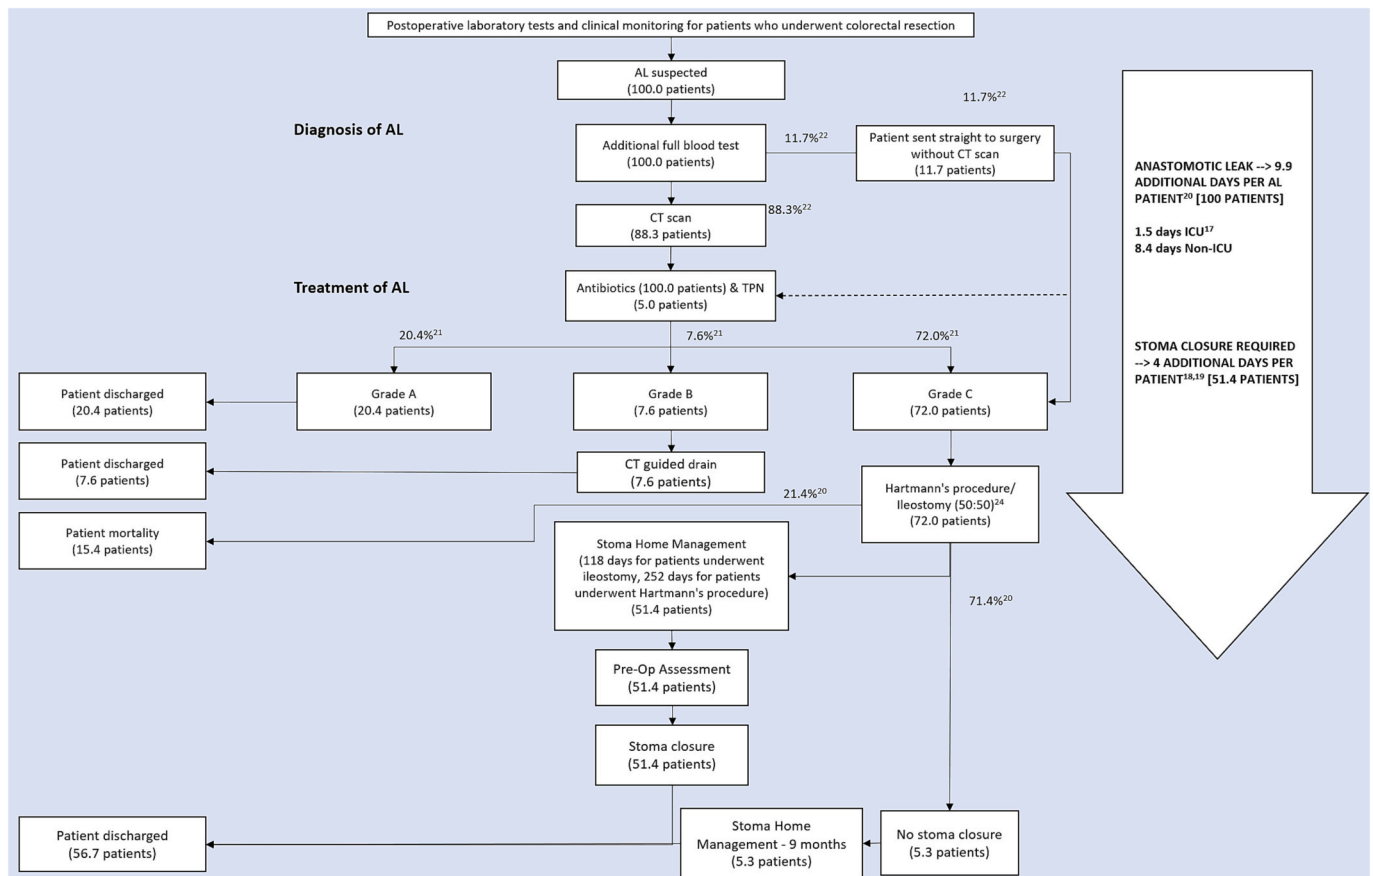 Postoperative laboratory tests and clinical monitoring for patients who underwent colorectal resection
AL suspected
(100.0 patients)
11.7%22
Diagnosis of AL
Additional full blood test
(100.0 patients)
11.7%22
Patient sent straight to surgery
without CT scan
(11.7 patients)
88.3%22
CT scan
(88.3 patients)
Treatment of AL
Antibiotics (100.0 patients) & TPN
(5.0 patients)
20.4%21
7.6%21
72.0%21
Patient discharged
(20.4 patients)
Grade A
(20.4 patients)
Grade B
(7.6 patients)
Grade C
(72.0 patients)
Patient discharged
(7.6 patients)
CT guided drain
(7.6 patients)
Hartmann's procedure/
Ileostomy (50:50)24
(72.0 patients)
21.4%20
Patient mortality
(15.4 patients)
Stoma Home Management
(118 days for patients underwent
ileostomy, 252 days for patients
underwent Hartmann's procedure)
(51.4 patients)
71.4%20
Pre-Op Assessment
(51.4 patients)
Stoma closure
(51.4 patients)
Patient discharged
(56.7 patients)
Stoma Home
Management - 9 months
(5.3 patients)
No stoma closure
(5.3 patients)
ANASTOMOTIC LEAK --> 9.9
ADDITIONAL DAYS PER AL
PATIENT20 [100 PATIENTS]
1.5 days ICU17
8.4 days Non-ICU
STOMA CLOSURE REQUIRED
--> 4 ADDITIONAL DAYS PER
PATIENT18,19 [51.4 PATIENTS]